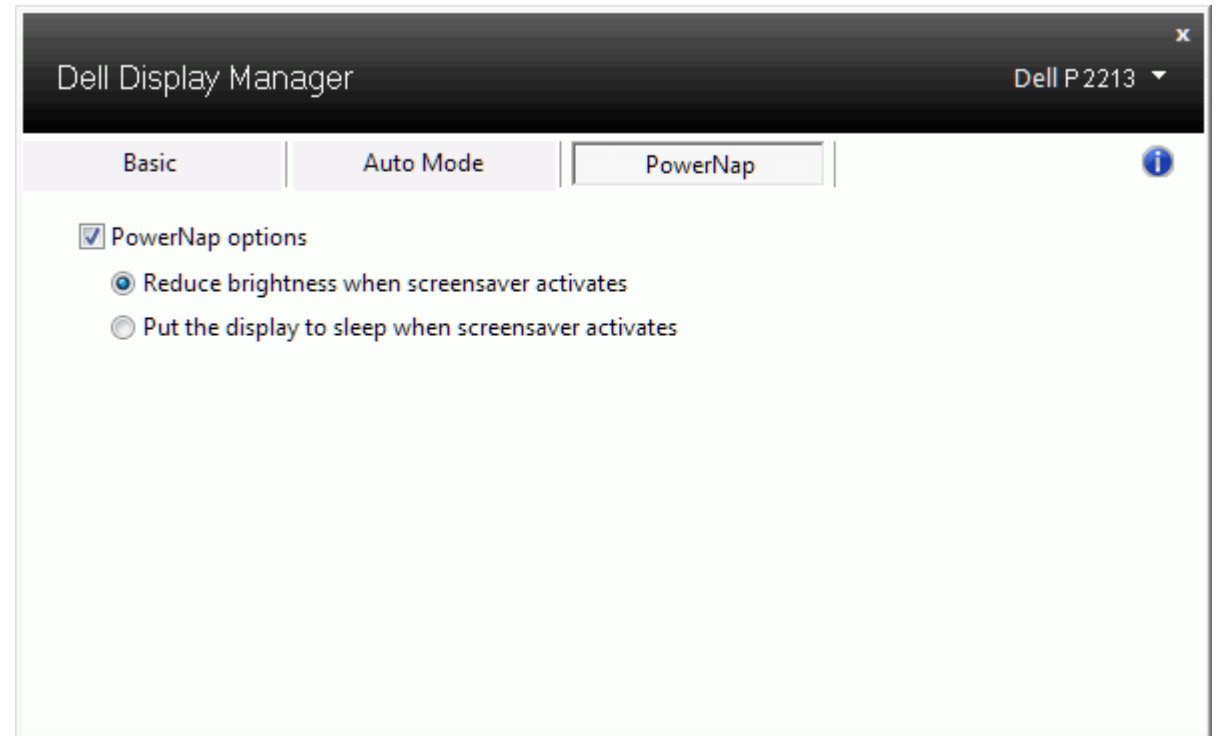 x
Dell Display Manager
Dell P2213
Basic
Auto Mode
PowerNap
PowerNap options
Reduce brightness when screensaver activates
Put the display to sleep when screensaver activates